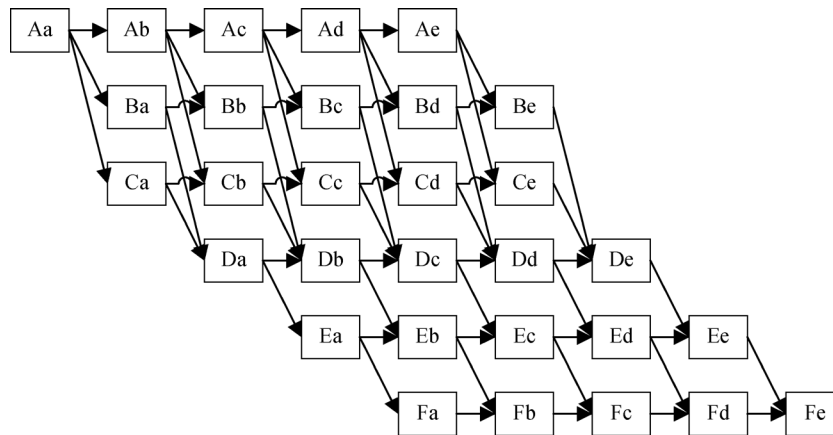 Aa Ab Ac Ad Ae
Ba Bb Bc Bd Be
Ca Cb Cc Cd Ce
Da Db Dc Dd De
Ea Eb Ec Ed Ee
Fa Fb Fc Fd Fe